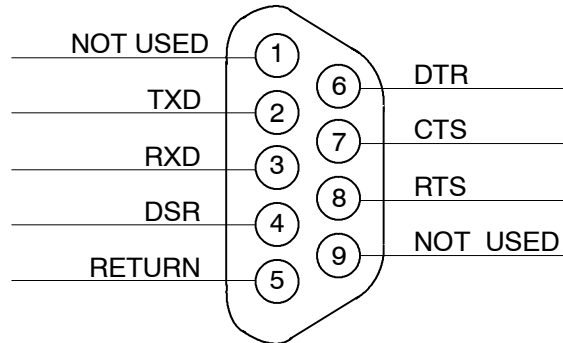 NOT USED
1
TXD
2
RXD
3
DSR
4
RETURN
5
6
DTR
7
CTS
8
RTS
9
NOT USED